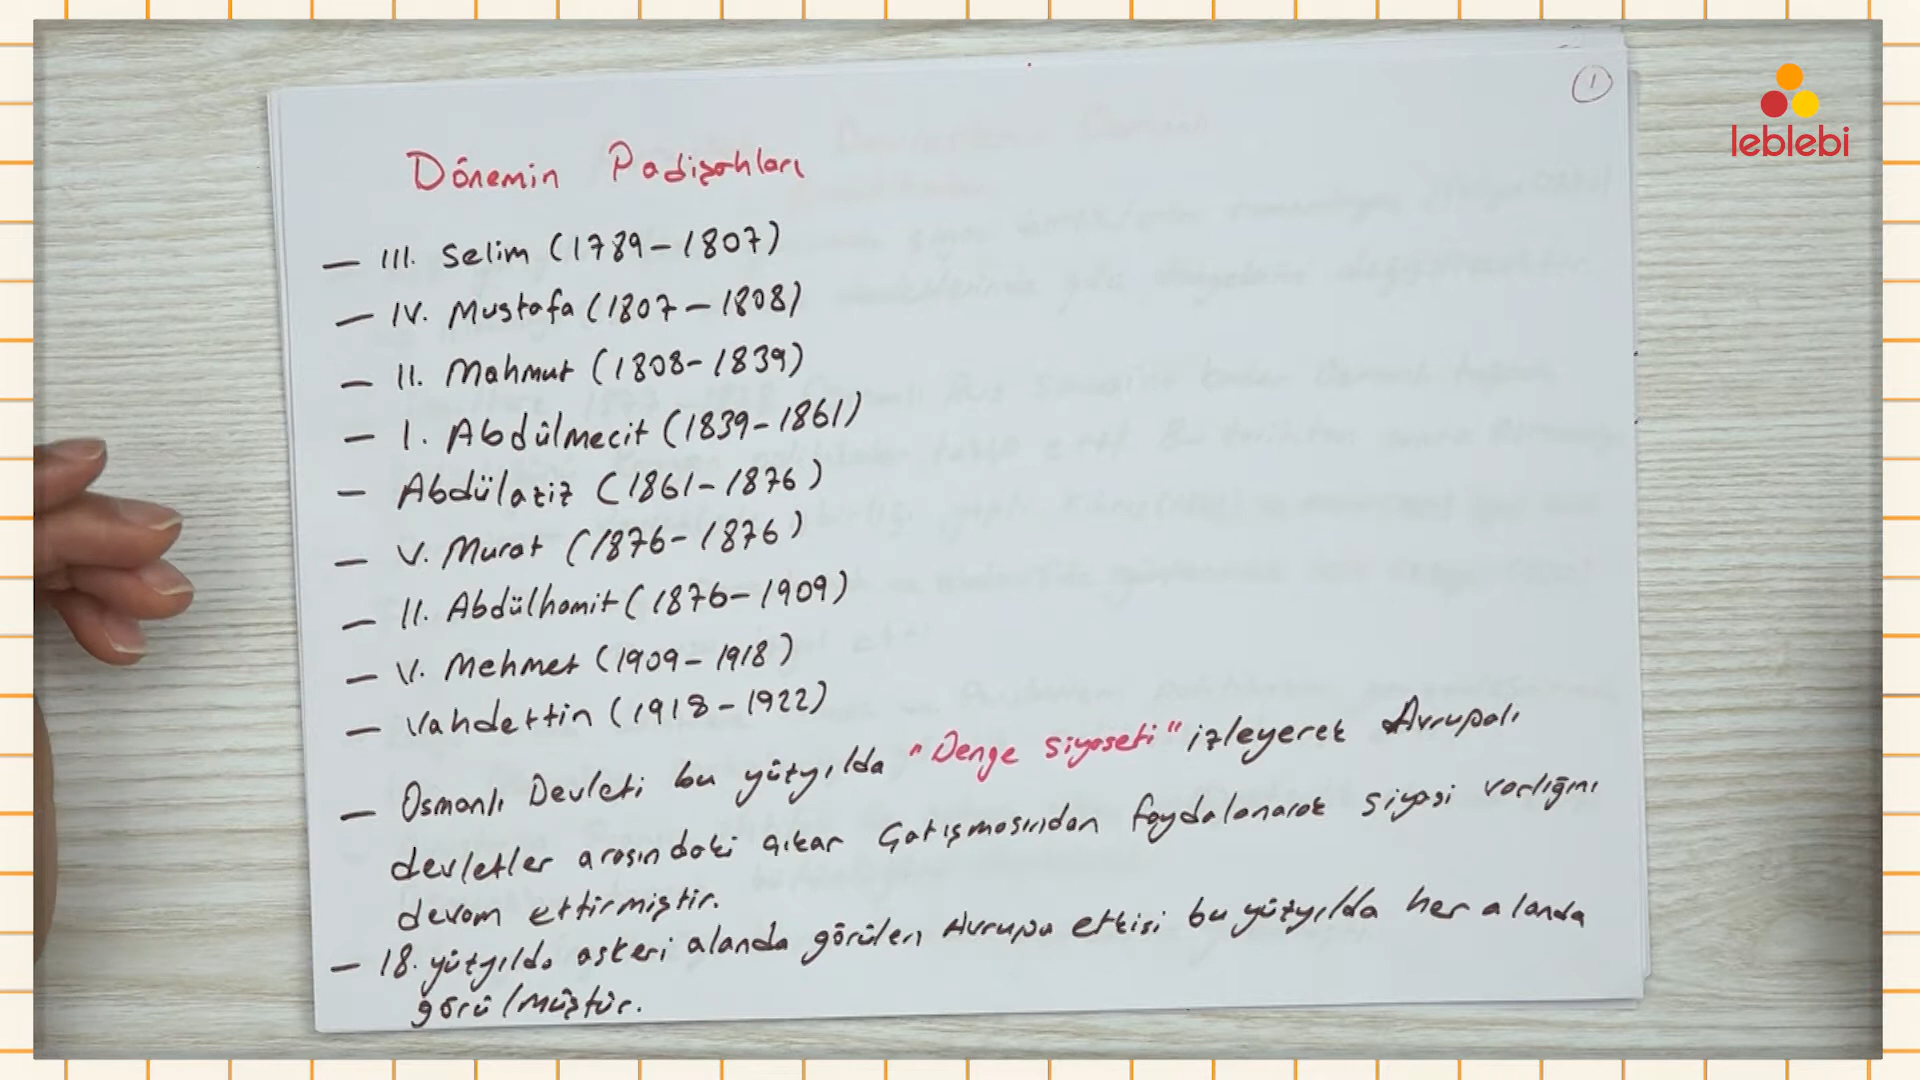 1
leblebi
Dönemin Padişahları
— III. Selim (1789-1807)
— IV. Mustafa (1807-1808)
— II. Mahmut (1808-1839)
— I. Abdülmecit (1839-1861)
— Abdülaziz (1861-1876)
— V. Murat (1876-1876)
— II. Abdülhamit (1876-1909)
— V. Mehmet (1909-1918)
— Vahdettin (1918-1922)
— Osmanlı Devleti bu yüzyılda "Denge siyaseti" izleyerek Avrupalı
devletler arasındaki çıkar çatışmasından faydalanarak siyasi varlığını
devam ettirmiştir.
— 18. yüzyılda askeri alanda görülen Avrupa etkisi bu yüzyılda her alanda
görülmüştür.